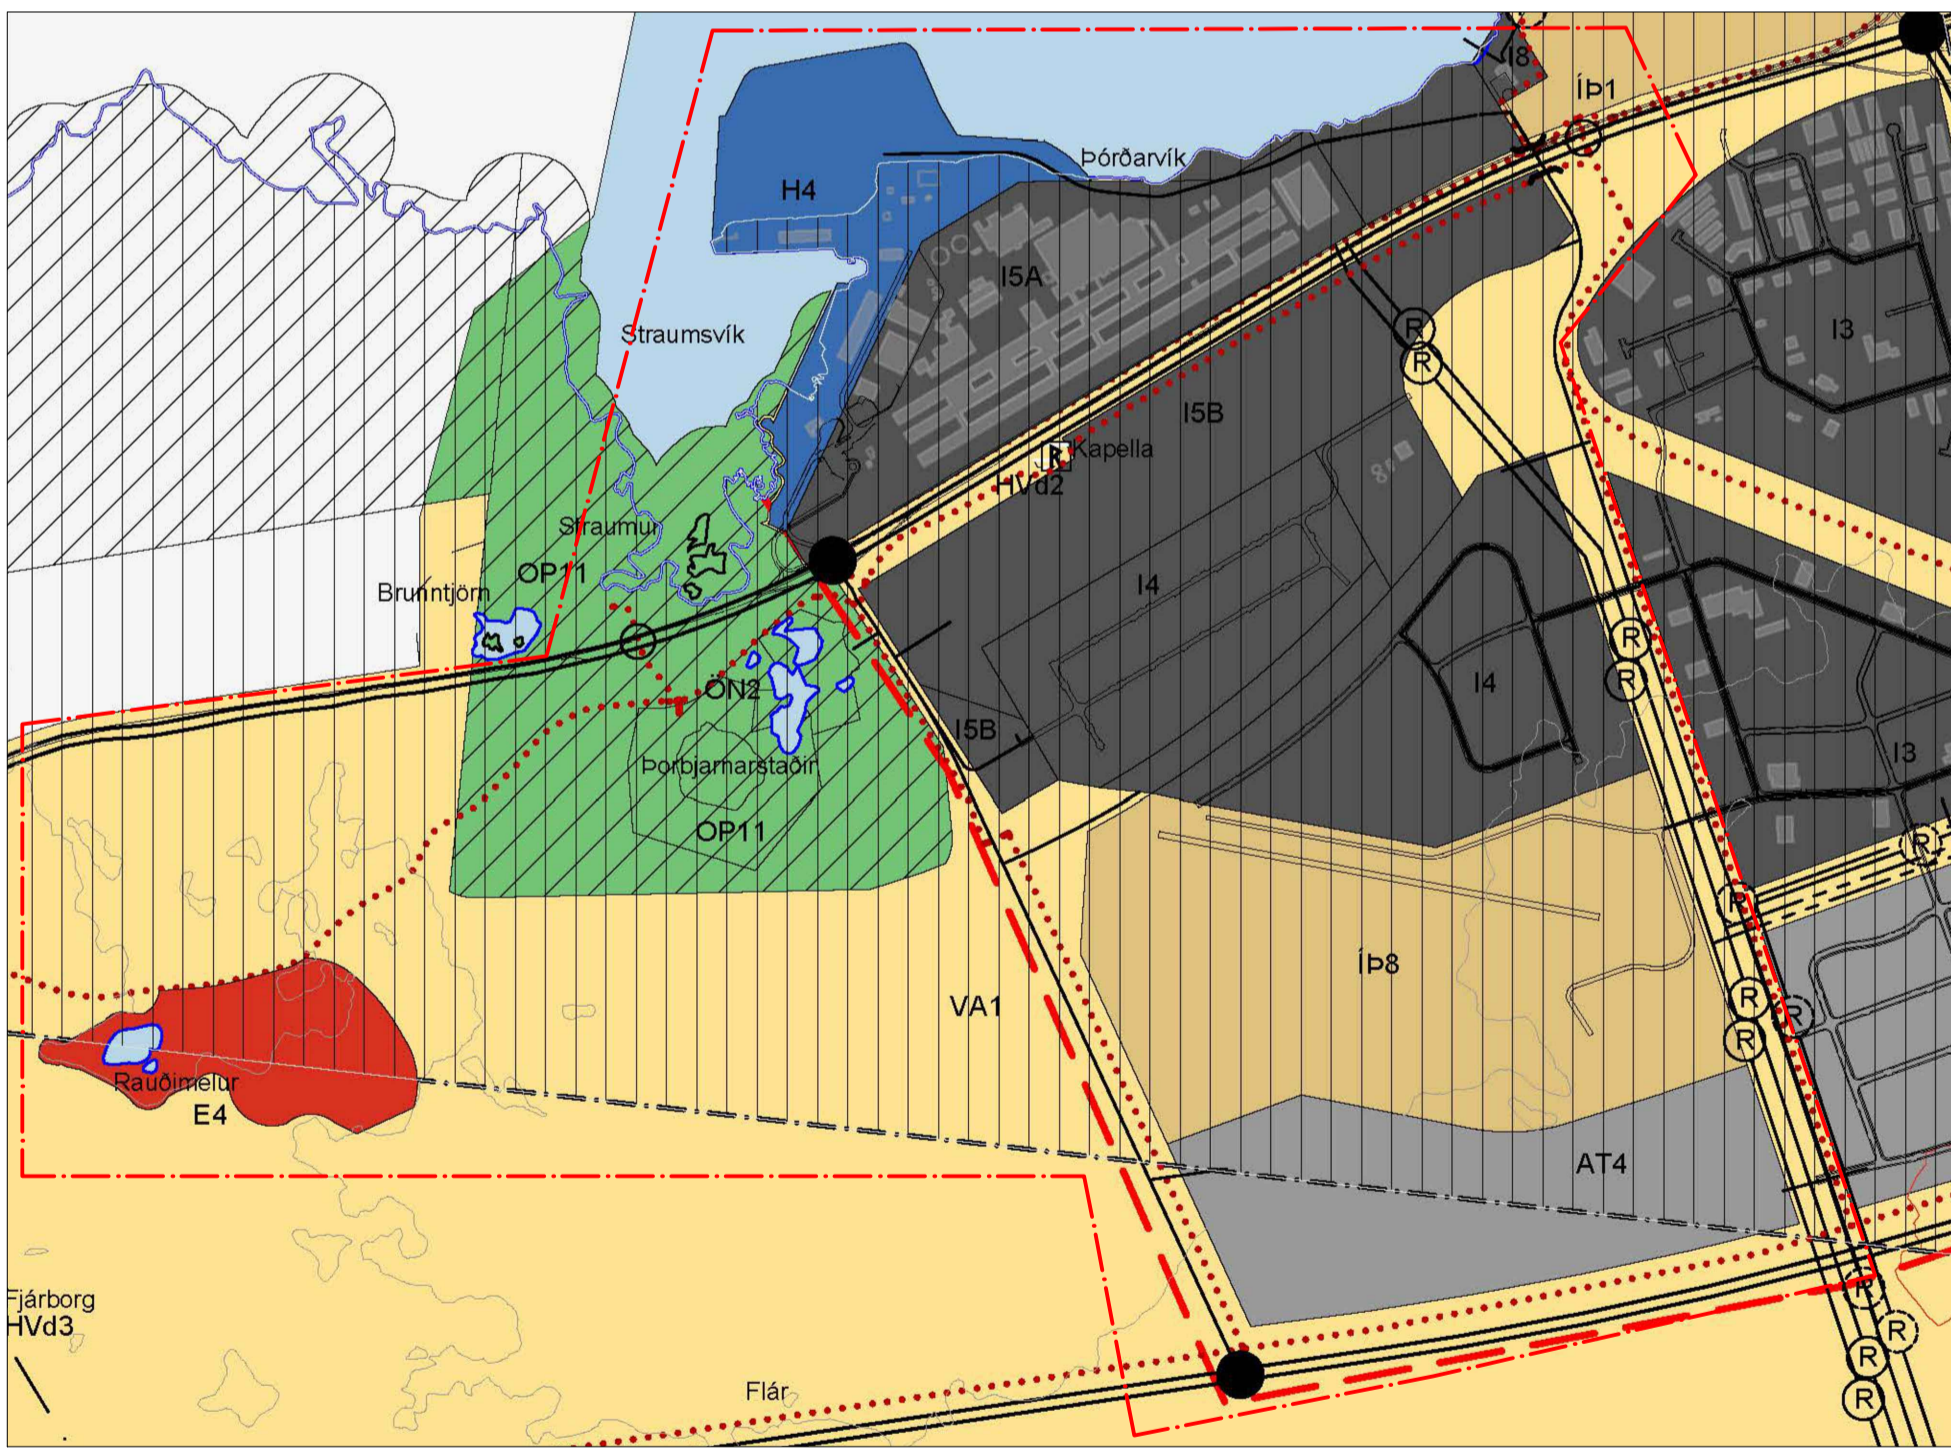 I8
ÍÞ1
Þórðarvík
H4
I5A
Straumsvík
I3
R
R
I5B
Kapella
R
HVd2
Straumur
OP11
Brunntjörn
I4
R
R
I4
ÖN2
I5B
I3
Þorbjarnarstaðir
OP11
R
R
ÍÞ8
VA1
R
R
R
Rauðimelur
E4
AT4
Fjárborg
HVd3
R
R
R
R
Flár